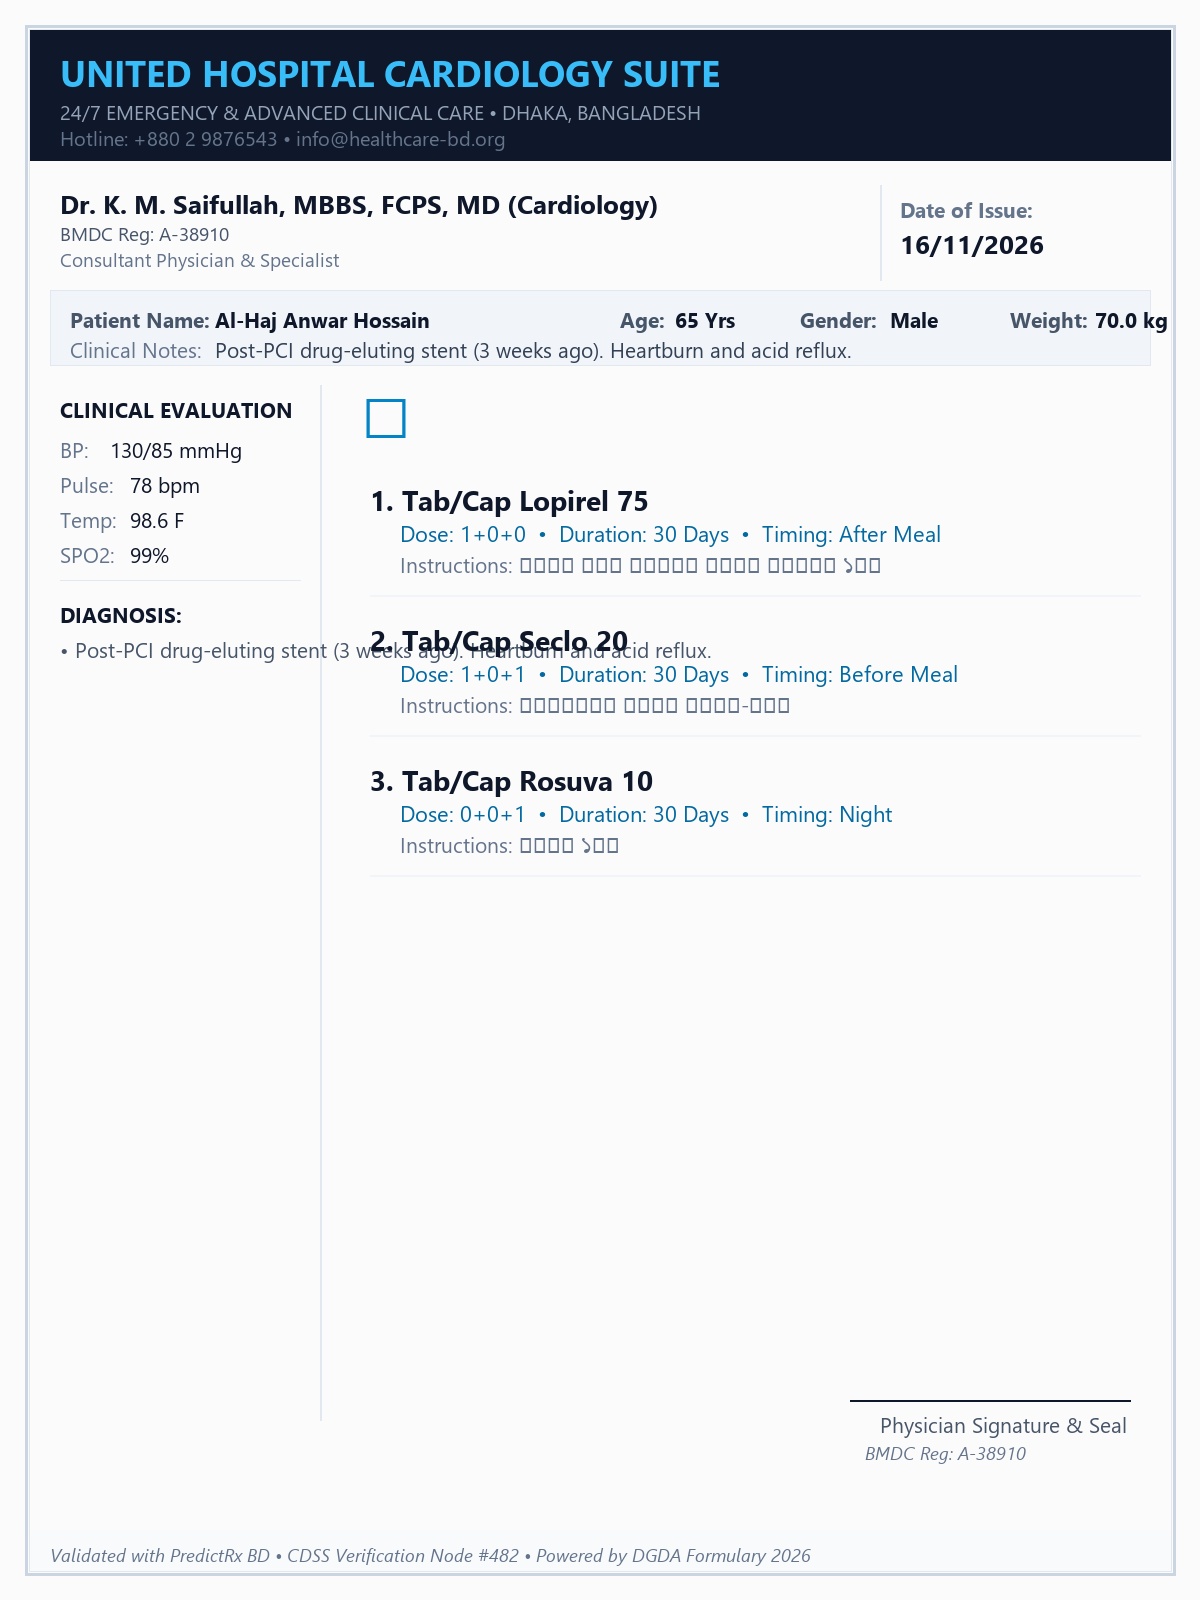 UNITED HOSPITAL CARDIOLOGY SUITE
24/7 EMERGENCY & ADVANCED CLINICAL CARE • DHAKA, BANGLADESH
Hotline: +880 2 9876543 • info@healthcare-bd.org
Dr. K. M. Saifullah, MBBS, FCPS, MD (Cardiology)
BMDC Reg: A-38910
Consultant Physician & Specialist
Date of Issue:
16/11/2026
Patient Name: Al-Haj Anwar Hossain Age: 65 Yrs Gender: Male Weight: 70.0 kg
Clinical Notes: Post-PCI drug-eluting stent (3 weeks ago). Heartburn and acid reflux.
CLINICAL EVALUATION
BP: 130/85 mmHg
Pulse: 78 bpm
Temp: 98.6 F
SPO2: 99%
DIAGNOSIS:
• Post-PCI drug-eluting stent (3 weeks ago). Heartburn and acid reflux.
1. Tab/Cap Lopirel 75
Dose: 1+0+0 • Duration: 30 Days • Timing: After Meal
Instructions:
2. Tab/Cap Seclo 20
Dose: 1+0+1 • Duration: 30 Days • Timing: Before Meal
Instructions:
3. Tab/Cap Rosuva 10
Dose: 0+0+1 • Duration: 30 Days • Timing: Night
Instructions:
Physician Signature & Seal
BMDC Reg: A-38910
Validated with PredictRx BD • CDSS Verification Node #482 • Powered by DGDA Formulary 2026